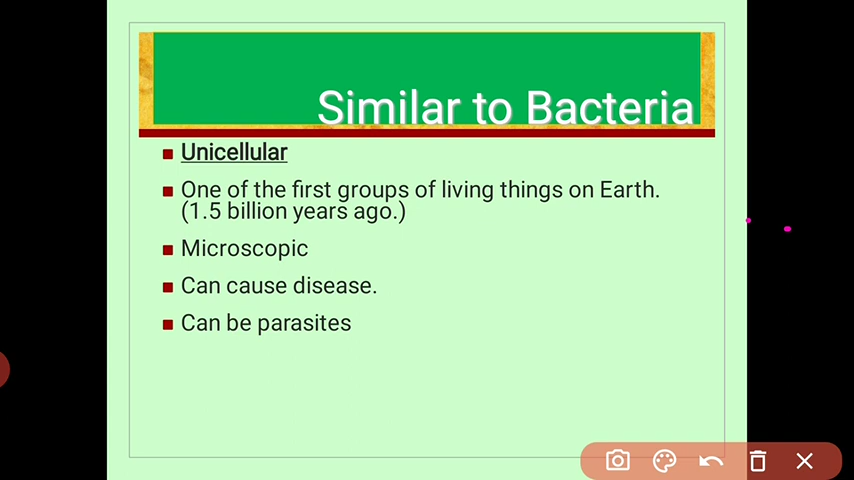 Similar to Bacteria
Unicellular
One of the first groups of living things on Earth.
(1.5 billion years ago.)
Microscopic
Can cause disease.
Can be parasites